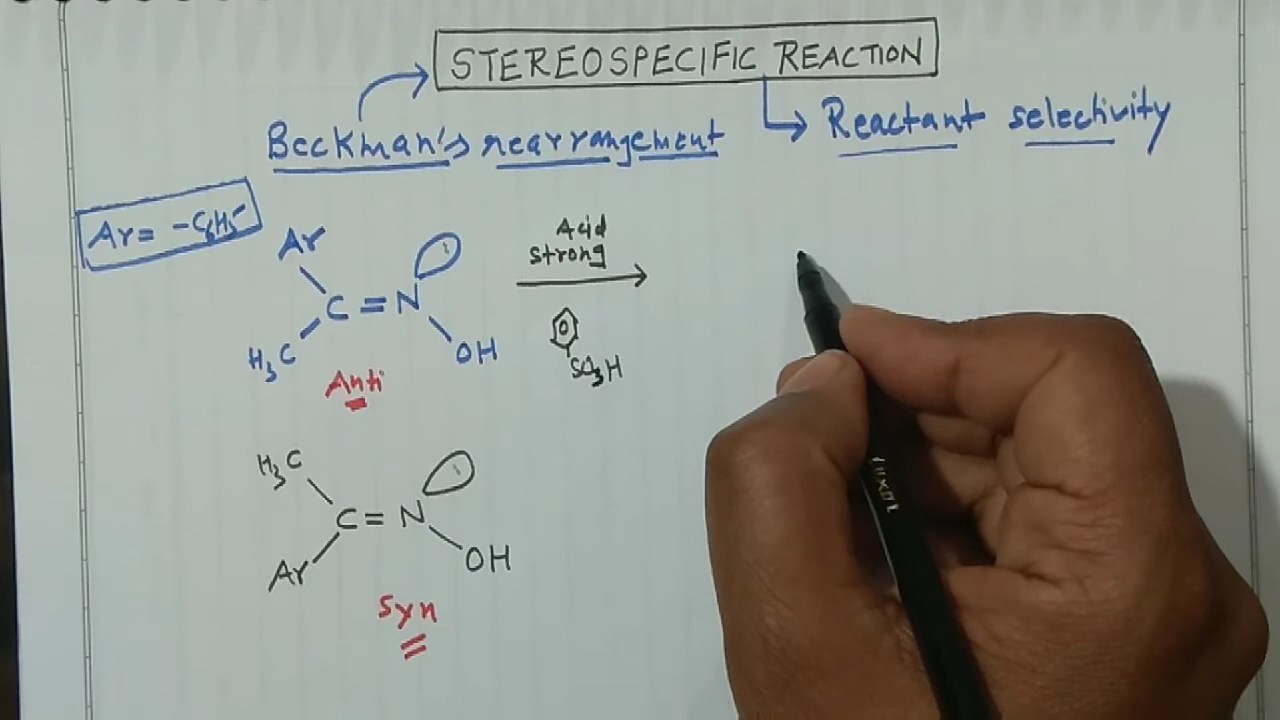 STEREOSPECIFIC REACTION
Beckman's rearrangement
Reactant selectivity
Ar = -C6H5
Ar
C = N
H3C
OH
Anti
Acid
strong
SO3H
H3C
C = N
Ar
OH
Syn
luxor